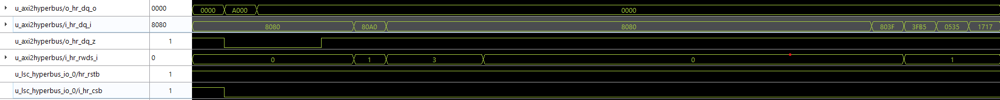 u_axi2hyperbus/o_hr_dq_o 0000 0000 A000 0000
u_axi2hyperbus/i_hr_dq_i 8080 8080 80A0 8080 803F 3FB5 0535 1717
u_axi2hyperbus/o_hr_dq_z 1
u_axi2hyperbus/i_hr_rwds_i 0 0 1 3 0 1
u_lsc_hyperbus_io_0/hr_rstb 1
u_lsc_hyperbus_io_0/i_hr_csb 1